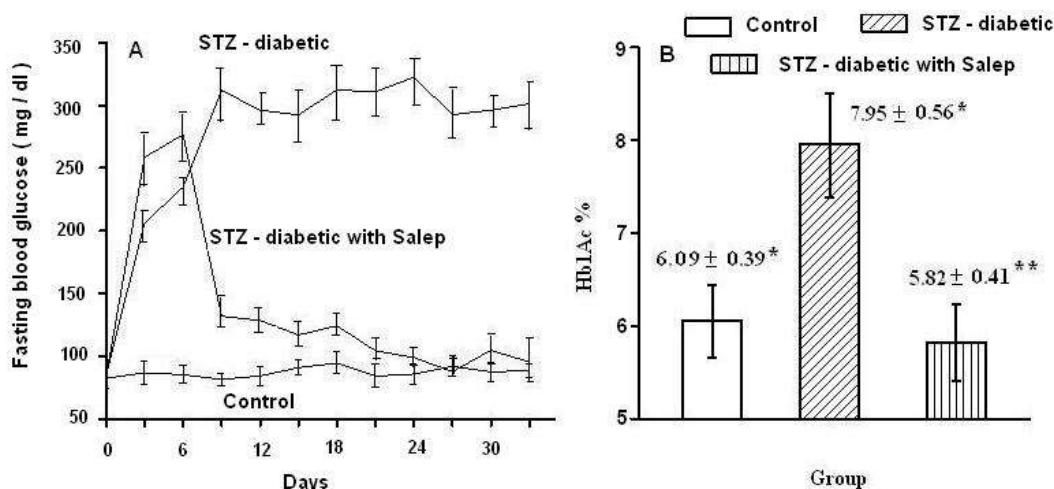 A
STZ - diabetic
STZ - diabetic with Salep
Control
Fasting blood glucose ( mg / dl )
350
300
250
200
150
100
50
0 6 12 18 24 30
Days
Control
STZ - diabetic
STZ - diabetic with Salep
B
Hb1Ac %
9
8
7
6
5
6.09 ± 0.39*
7.95 ± 0.56*
5.82 ± 0.41**
Group